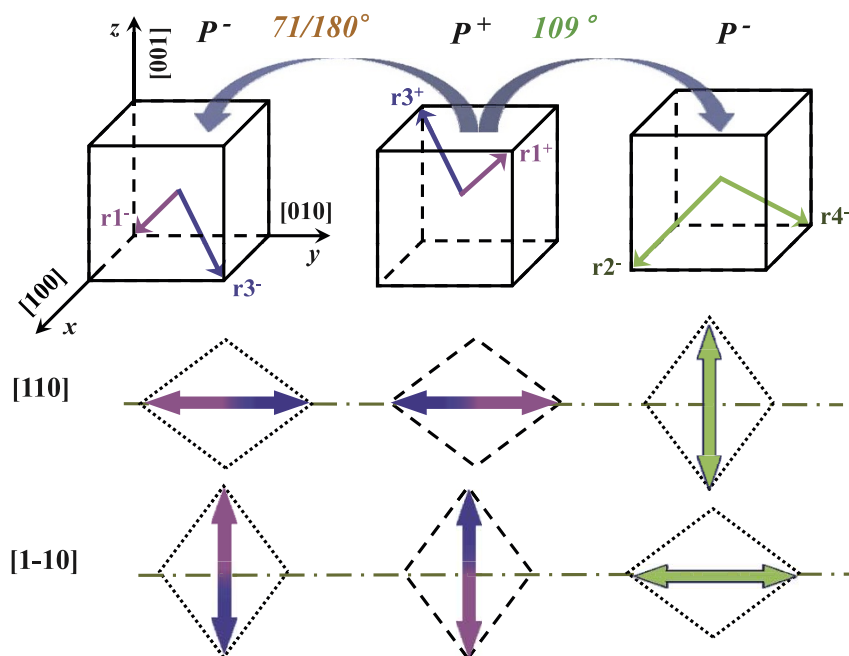 z P⁻ 71/180° P⁺ 109° P⁻
[001]
r3⁺
r1⁺
r1⁻ [010] r4⁻
y
r3⁻ r2⁻
[100]
x
[110]
[1-10]